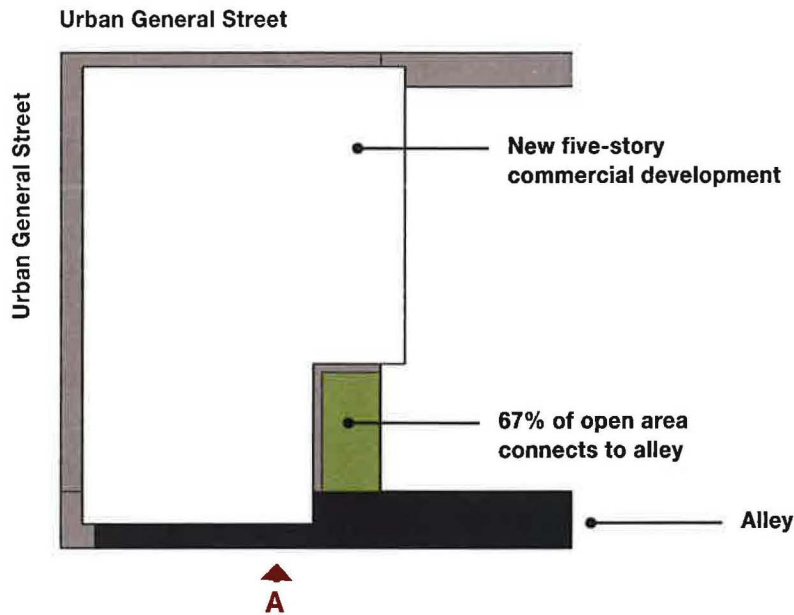 Urban General Street
Urban General Street
New five-story
commercial development
67% of open area
connects to alley
Alley
A